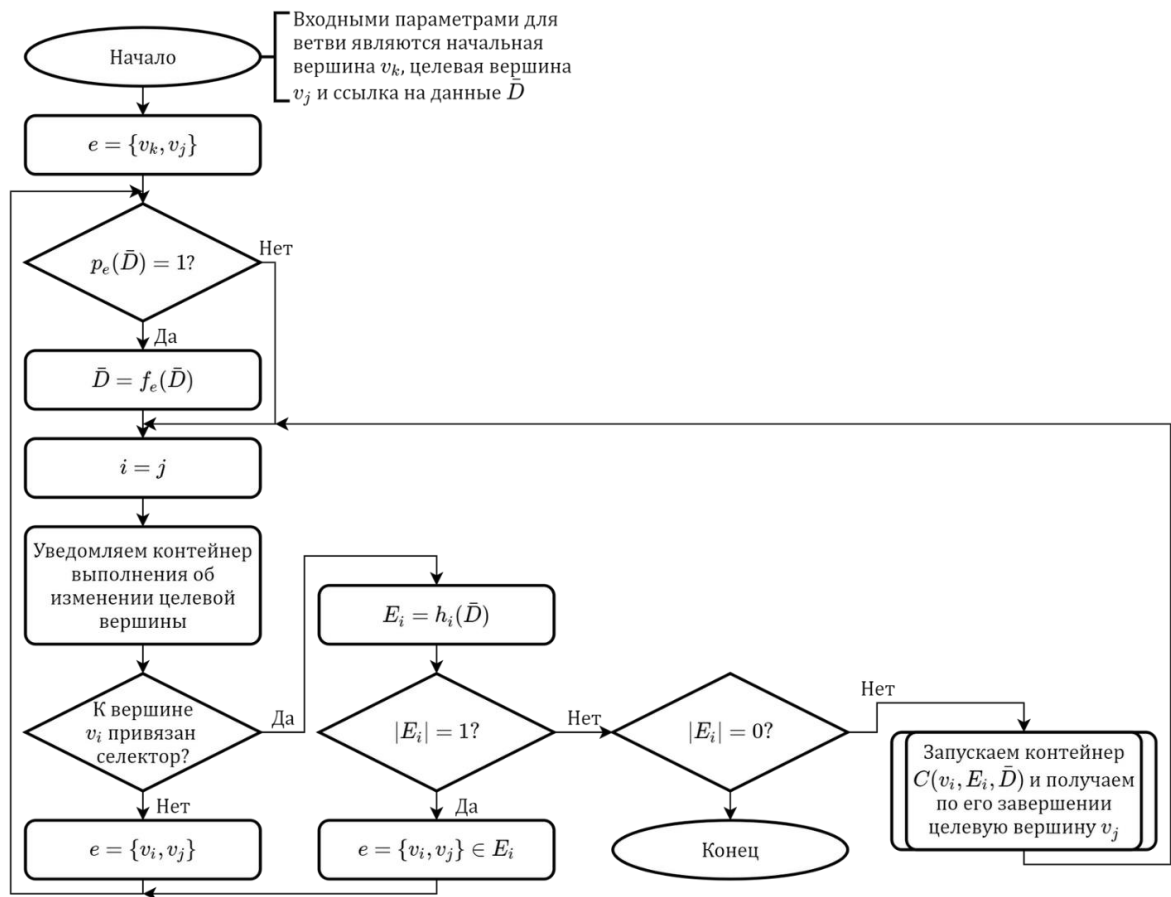 Начало
Входными параметрами для
ветви являются начальная
вершина v_k, целевая вершина
v_j и ссылка на данные D̄
e = {v_k, v_j}
p_e(D̄) = 1?
Нет
Да
D̄ = f_e(D̄)
i = j
Уведомляем контейнер
выполнения об
изменении целевой
вершины
К вершине
v_i привязан
селектор?
Да
Нет
e = {v_i, v_j}
E_i = h_i(D̄)
|E_i| = 1?
Нет
Да
e = {v_i, v_j} ∈ E_i
|E_i| = 0?
Нет
Конец
Запускаем контейнер
C(v_i, E_i, D̄) и получаем
по его завершении
целевую вершину v_j